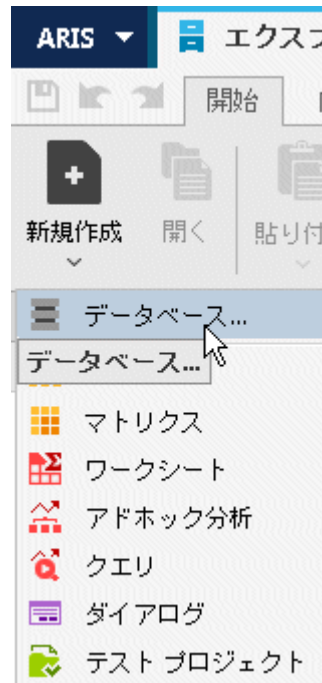 ARIS エクスプ
開始
新規作成 開く 貼り付
データベース...
データベース...
マトリクス
ワークシート
アドホック分析
クエリ
ダイアログ
テスト プロジェクト